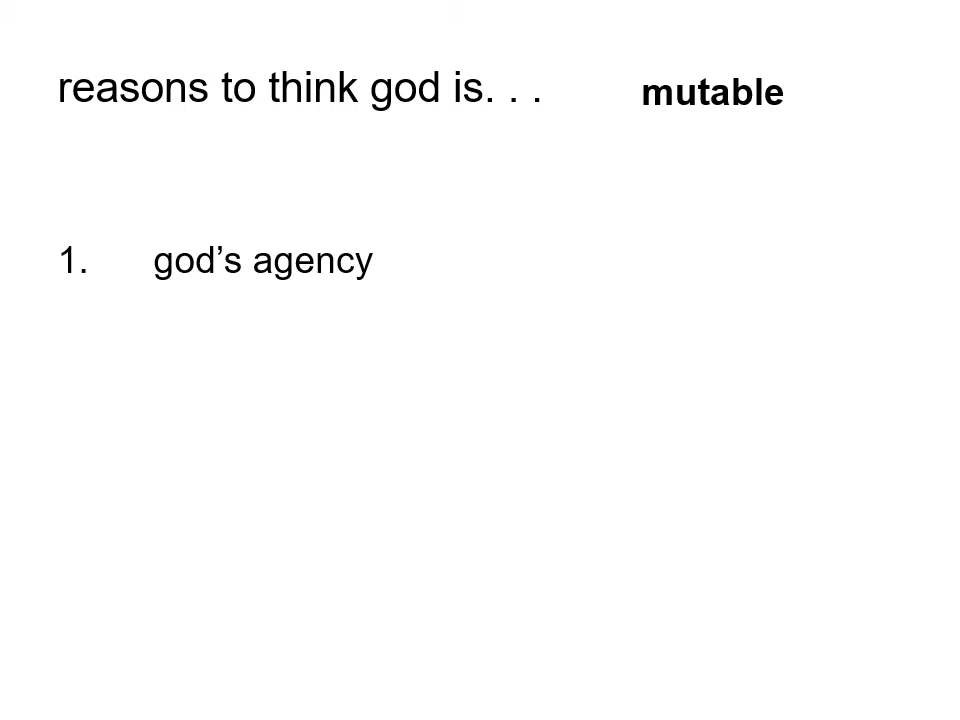 reasons to think god is. . . mutable
1. god’s agency